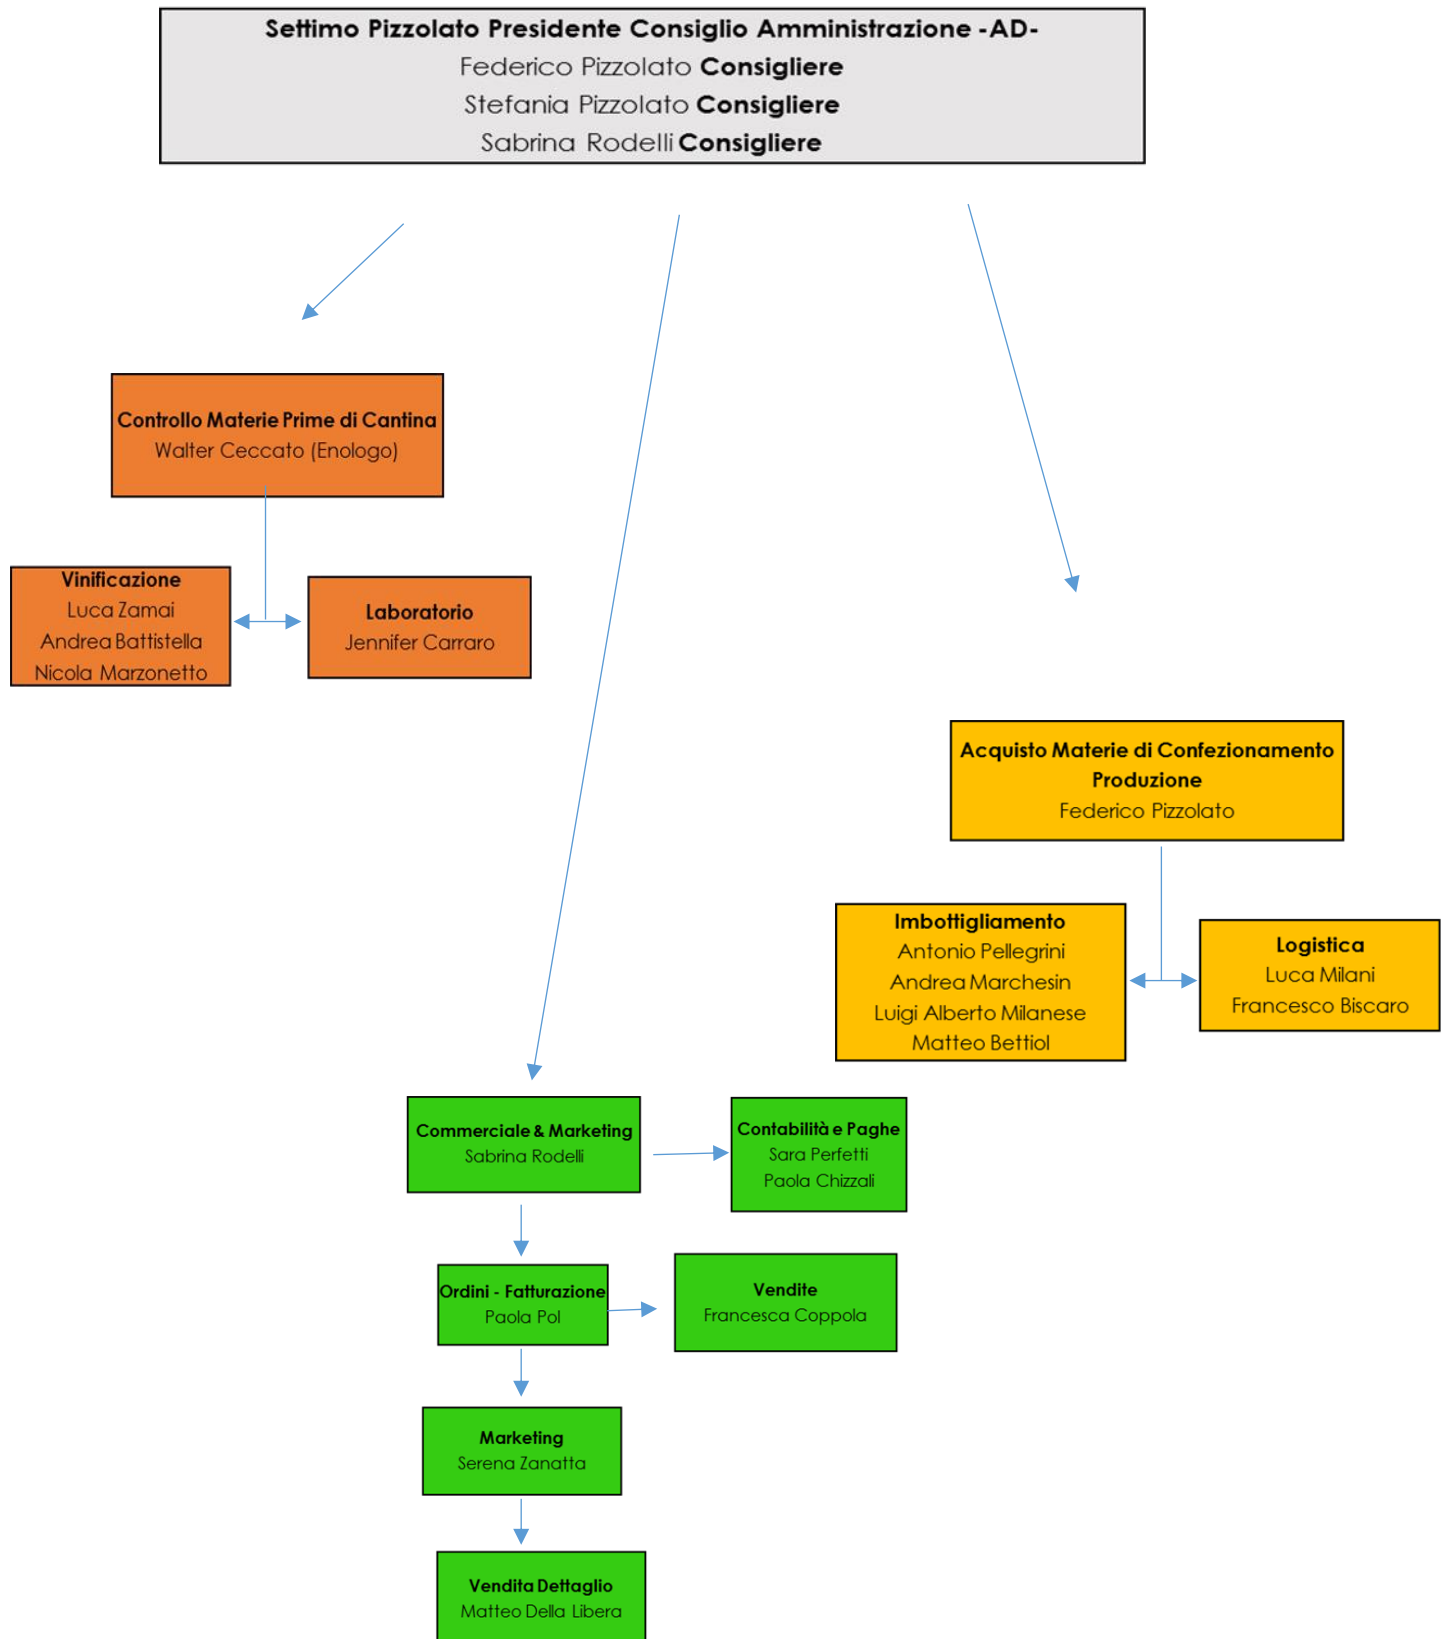 Settimo Pizzolato Presidente Consiglio Amministrazione -AD-
Federico Pizzolato Consigliere
Stefania Pizzolato Consigliere
Sabrina Rodelli Consigliere
Controllo Materie Prime di Cantina
Walter Ceccato (Enologo)
Vinificazione
Luca Zamai
Andrea Battistella
Nicola Marzonetto
Laboratorio
Jennifer Carraro
Acquisto Materie di Confezionamento
Produzione
Federico Pizzolato
Imbottigliamento
Antonio Pellegrini
Andrea Marchesin
Luigi Alberto Milanese
Matteo Bettiol
Logistica
Luca Milani
Francesco Biscaro
Commerciale & Marketing
Sabrina Rodelli
Contabilità e Paghe
Sara Perfetti
Paola Chizzali
Ordini - Fatturazione
Paola Pol
Vendite
Francesca Coppola
Marketing
Serena Zanatta
Vendita Dettaglio
Matteo Della Libera